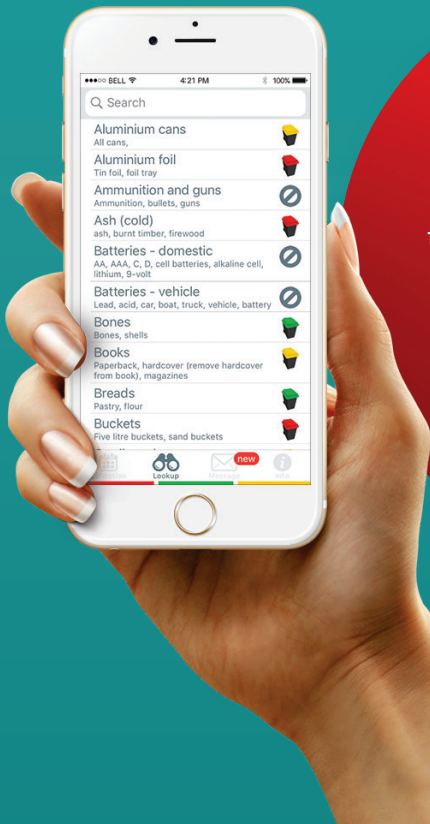 BELL 4:21 PM 100%
Search
Aluminium cans
All cans,
Aluminium foil
Tin foil, foil tray
Ammunition and guns
Ammunition, bullets, guns
Ash (cold)
ash, burnt timber, firewood
Batteries - domestic
AA, AAA, C, D, cell batteries, alkaline cell,
lithium, 9-volt
Batteries - vehicle
Lead, acid, car, boat, truck, vehicle, battery
Bones
Bones, shells
Books
Paperback, hardcover (remove hardcover
from book), magazines
Breads
Pastry, flour
Buckets
Five litre buckets, sand buckets
new
Lookup Message Info